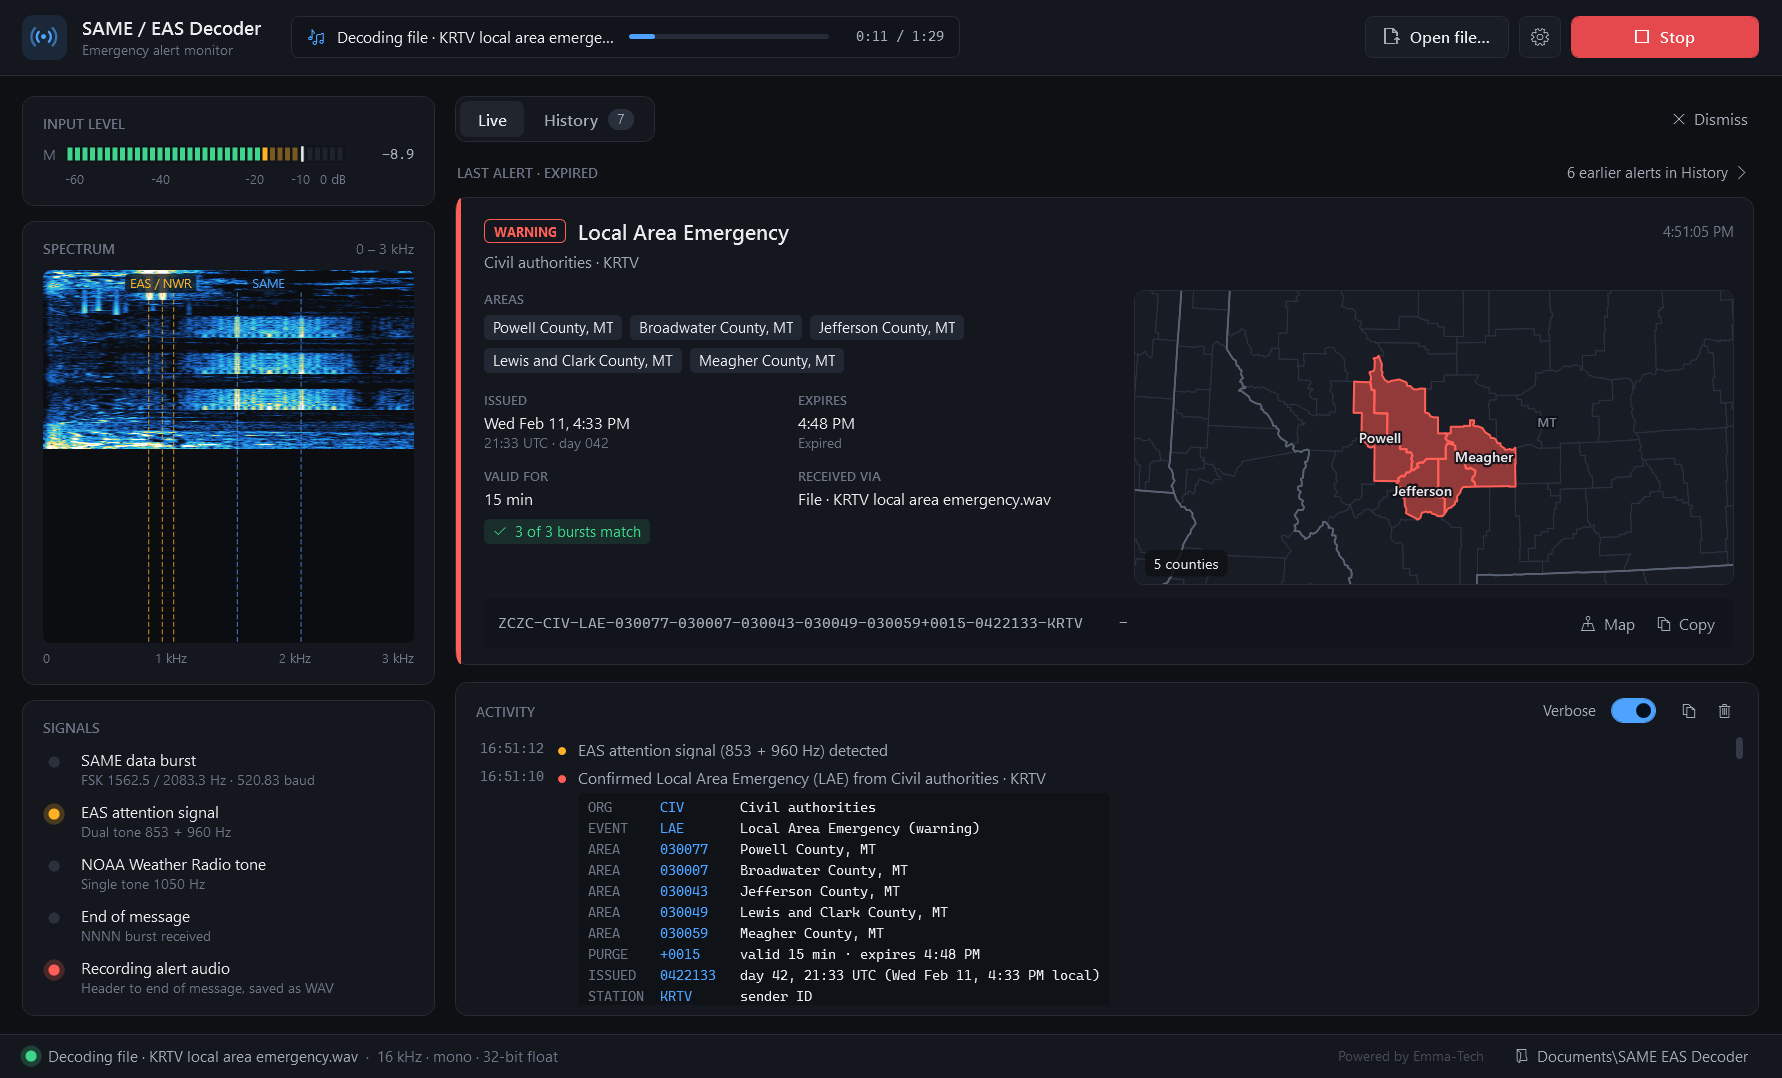 SAME / EAS Decoder
Emergency alert monitor
Decoding file · KRTV local area emerge...
0:11 / 1:29
Open file...
Stop
INPUT LEVEL
M
-8.9
-60 -40 -20 -10 0 dB
SPECTRUM
0 – 3 kHz
EAS / NWR
SAME
0 1 kHz 2 kHz 3 kHz
SIGNALS
SAME data burst
FSK 1562.5 / 2083.3 Hz · 520.83 baud
EAS attention signal
Dual tone 853 + 960 Hz
NOAA Weather Radio tone
Single tone 1050 Hz
End of message
NNNN burst received
Recording alert audio
Header to end of message, saved as WAV
Live
History 7
Dismiss
LAST ALERT · EXPIRED
6 earlier alerts in History
WARNING
Local Area Emergency
4:51:05 PM
Civil authorities · KRTV
AREAS
Powell County, MT
Broadwater County, MT
Jefferson County, MT
Lewis and Clark County, MT
Meagher County, MT
ISSUED
Wed Feb 11, 4:33 PM
21:33 UTC · day 042
EXPIRES
4:48 PM
Expired
VALID FOR
15 min
RECEIVED VIA
File · KRTV local area emergency.wav
3 of 3 bursts match
MT
Powell
Meagher
Jefferson
5 counties
ZCZC-CIV-LAE-030077-030007-030043-030049-030059+0015-0422133-KRTV    -
Map
Copy
ACTIVITY
Verbose
16:51:12 EAS attention signal (853 + 960 Hz) detected
16:51:10 Confirmed Local Area Emergency (LAE) from Civil authorities · KRTV
ORG CIV Civil authorities
EVENT LAE Local Area Emergency (warning)
AREA 030077 Powell County, MT
AREA 030007 Broadwater County, MT
AREA 030043 Jefferson County, MT
AREA 030049 Lewis and Clark County, MT
AREA 030059 Meagher County, MT
PURGE +0015 valid 15 min · expires 4:48 PM
ISSUED 0422133 day 42, 21:33 UTC (Wed Feb 11, 4:33 PM local)
STATION KRTV sender ID
Decoding file · KRTV local area emergency.wav · 16 kHz · mono · 32-bit float
Powered by Emma-Tech
Documents\SAME EAS Decoder